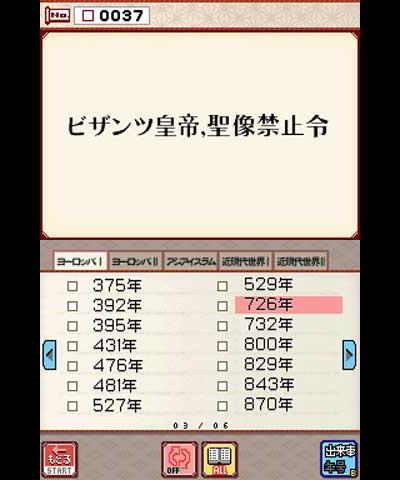 No. □ 0037
ビザンツ皇帝,聖像禁止令
ヨーロッパⅠ ヨーロッパⅡ アジアイスラム 近現代世界Ⅰ 近現代世界Ⅱ
□ 375年 □ 529年
□ 392年 □ 726年
□ 395年 □ 732年
□ 431年 □ 800年
□ 476年 □ 829年
□ 481年 □ 843年
□ 527年 □ 870年
03 / 06
もどる
START
OFF
ALL
出来事
年号
B